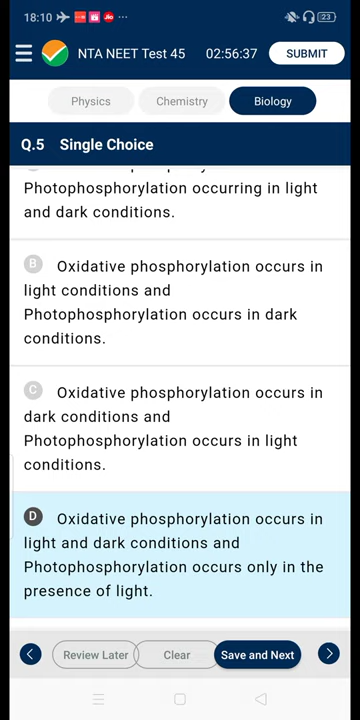 18:10 Jio ... 23
NTA NEET Test 45 02:56:37 SUBMIT
Physics Chemistry Biology
Q.5 Single Choice
Photophosphorylation occurring in light
and dark conditions.
B Oxidative phosphorylation occurs in
light conditions and
Photophosphorylation occurs in dark
conditions.
C Oxidative phosphorylation occurs in
dark conditions and
Photophosphorylation occurs in light
conditions.
D Oxidative phosphorylation occurs in
light and dark conditions and
Photophosphorylation occurs only in the
presence of light.
Review Later Clear Save and Next